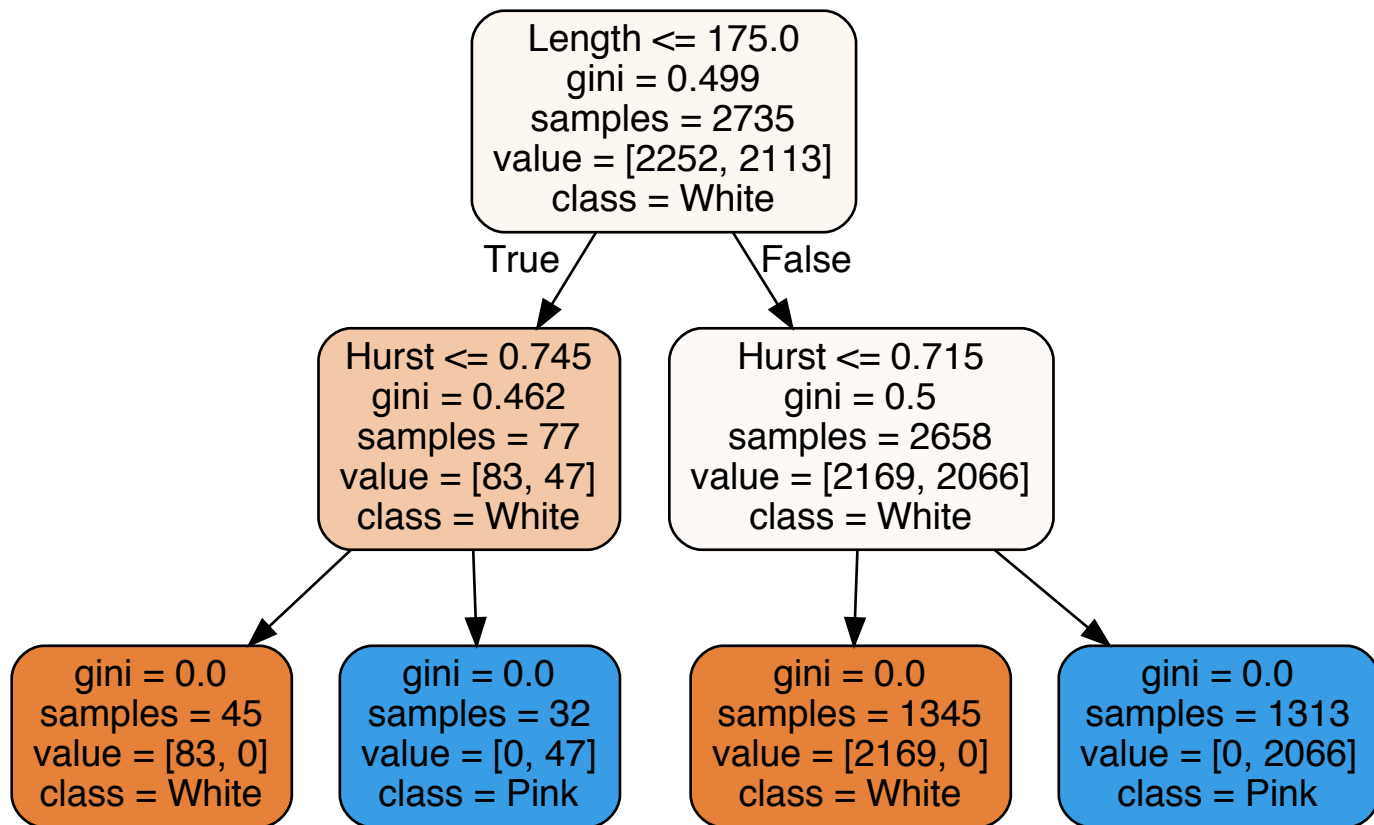 Length <= 175.0
gini = 0.499
samples = 2735
value = [2252, 2113]
class = White
True
False
Hurst <= 0.745
gini = 0.462
samples = 77
value = [83, 47]
class = White
Hurst <= 0.715
gini = 0.5
samples = 2658
value = [2169, 2066]
class = White
gini = 0.0
samples = 45
value = [83, 0]
class = White
gini = 0.0
samples = 32
value = [0, 47]
class = Pink
gini = 0.0
samples = 1345
value = [2169, 0]
class = White
gini = 0.0
samples = 1313
value = [0, 2066]
class = Pink